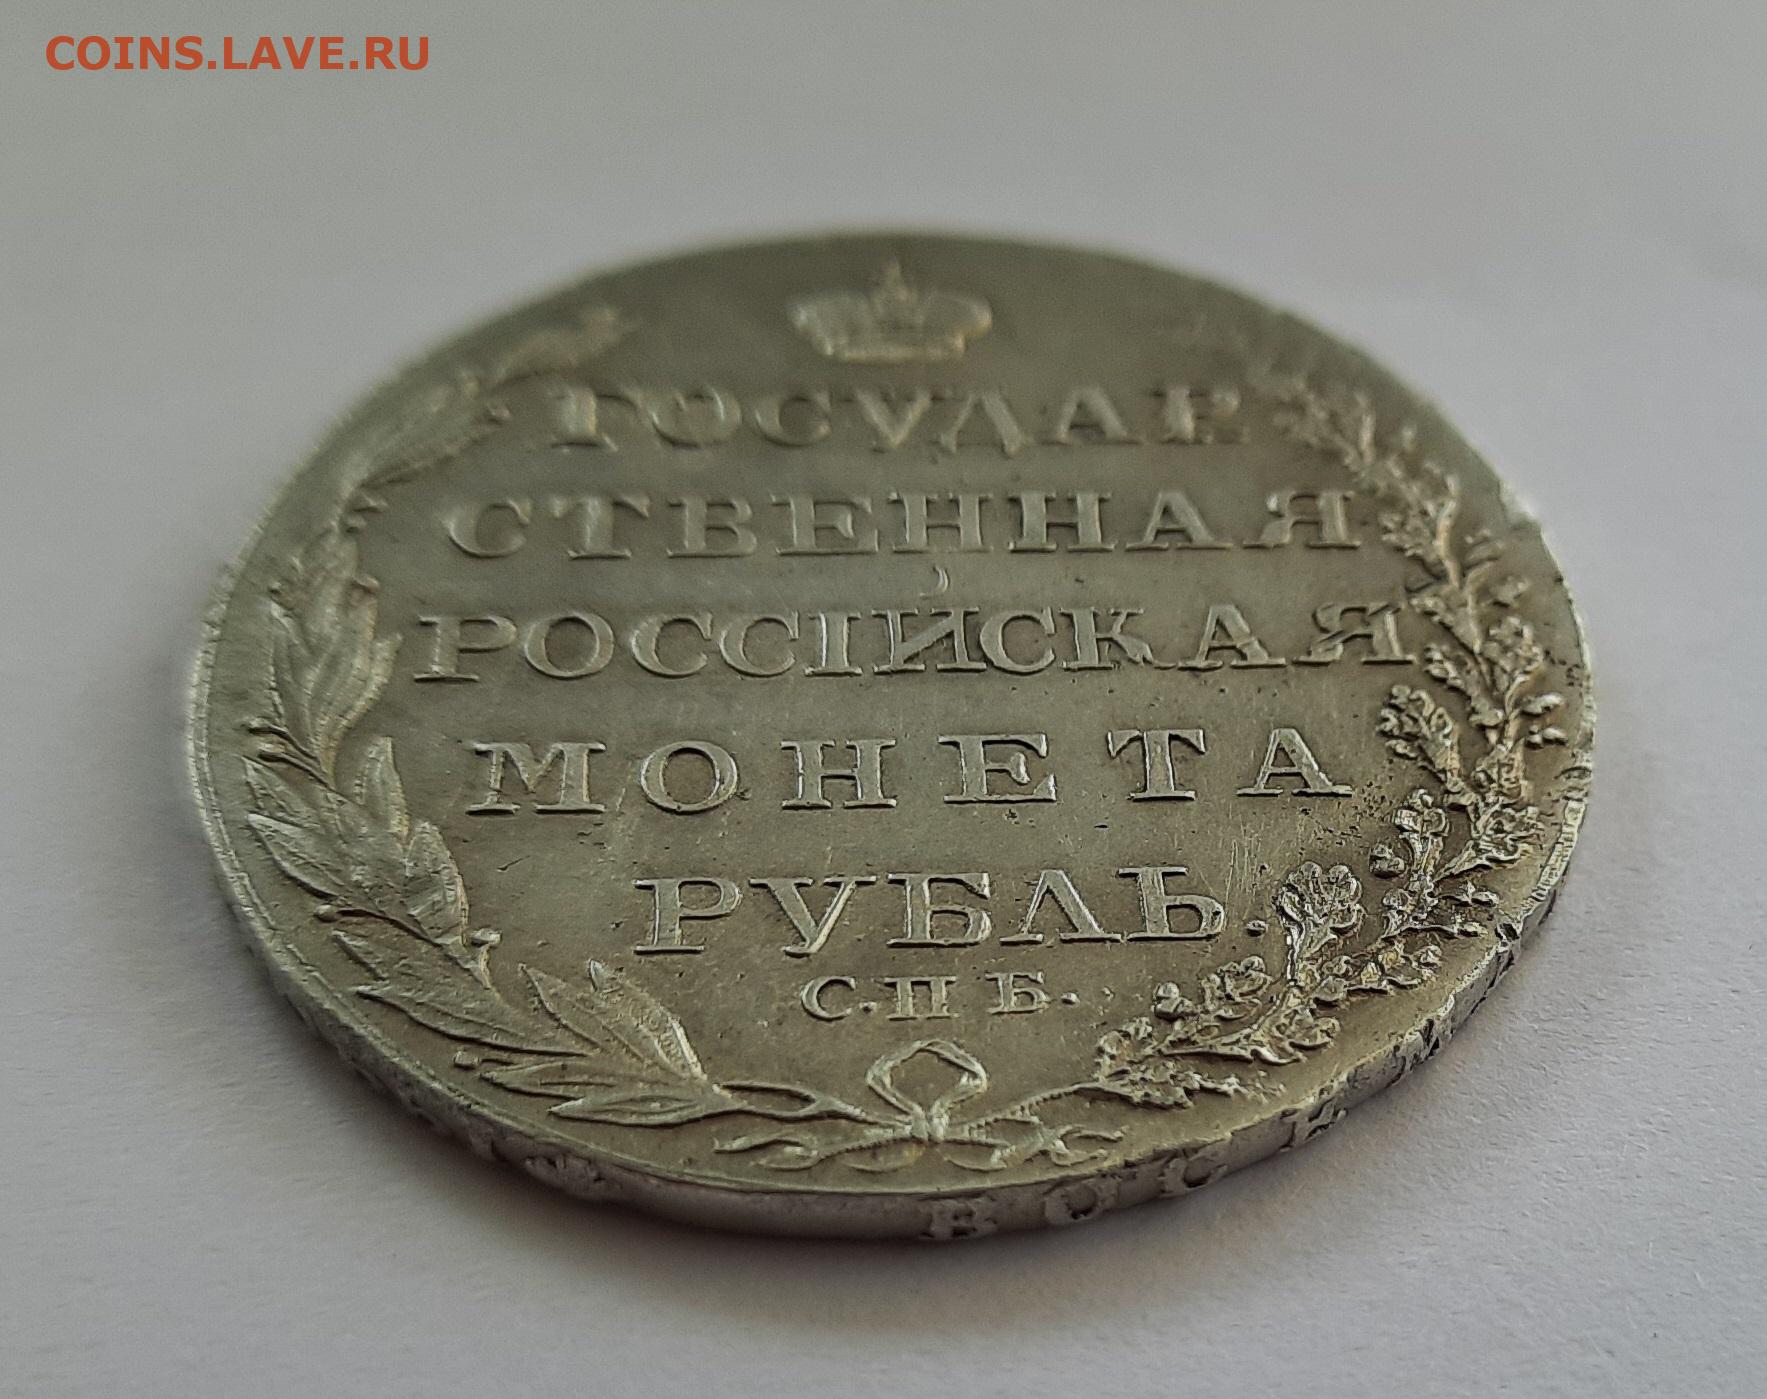 COINS.LAVE.RU
ГОСУДАР
СТВЕННАЯ
РОССІЙСКАЯ
МОНЕТА
РУБЛЬ.
С.П Б.